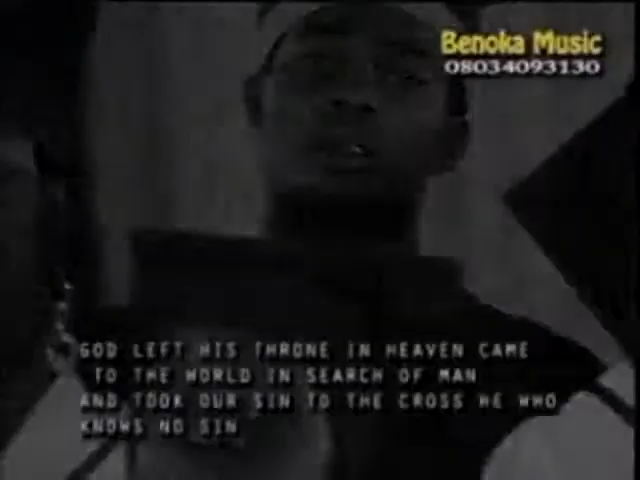 Benoka Music
08034093130
GOD LEFT HIS THRONE IN HEAVEN CAME
TO THE WORLD IN SEARCH OF MAN
AND TOOK OUR SIN TO THE CROSS HE WHO
KNOWS NO SIN